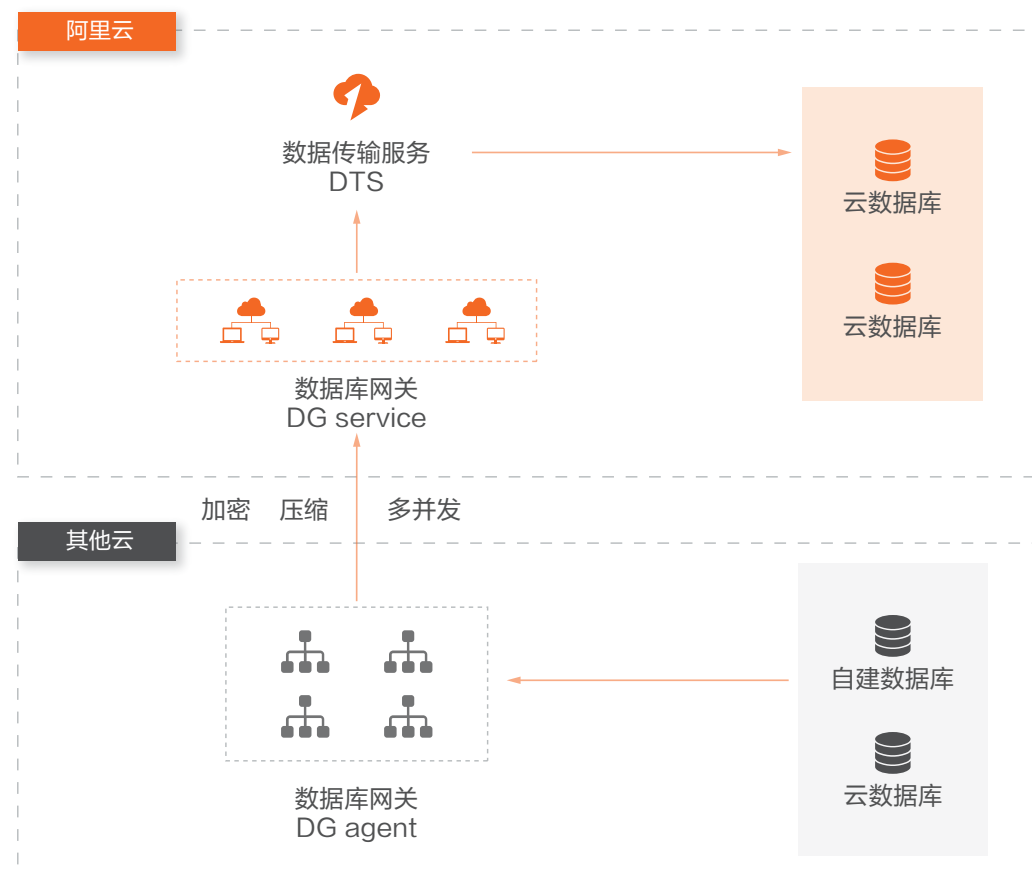 阿里云
数据传输服务
DTS
云数据库
云数据库
数据库网关
DG service
加密 压缩 多并发
其他云
自建数据库
云数据库
数据库网关
DG agent